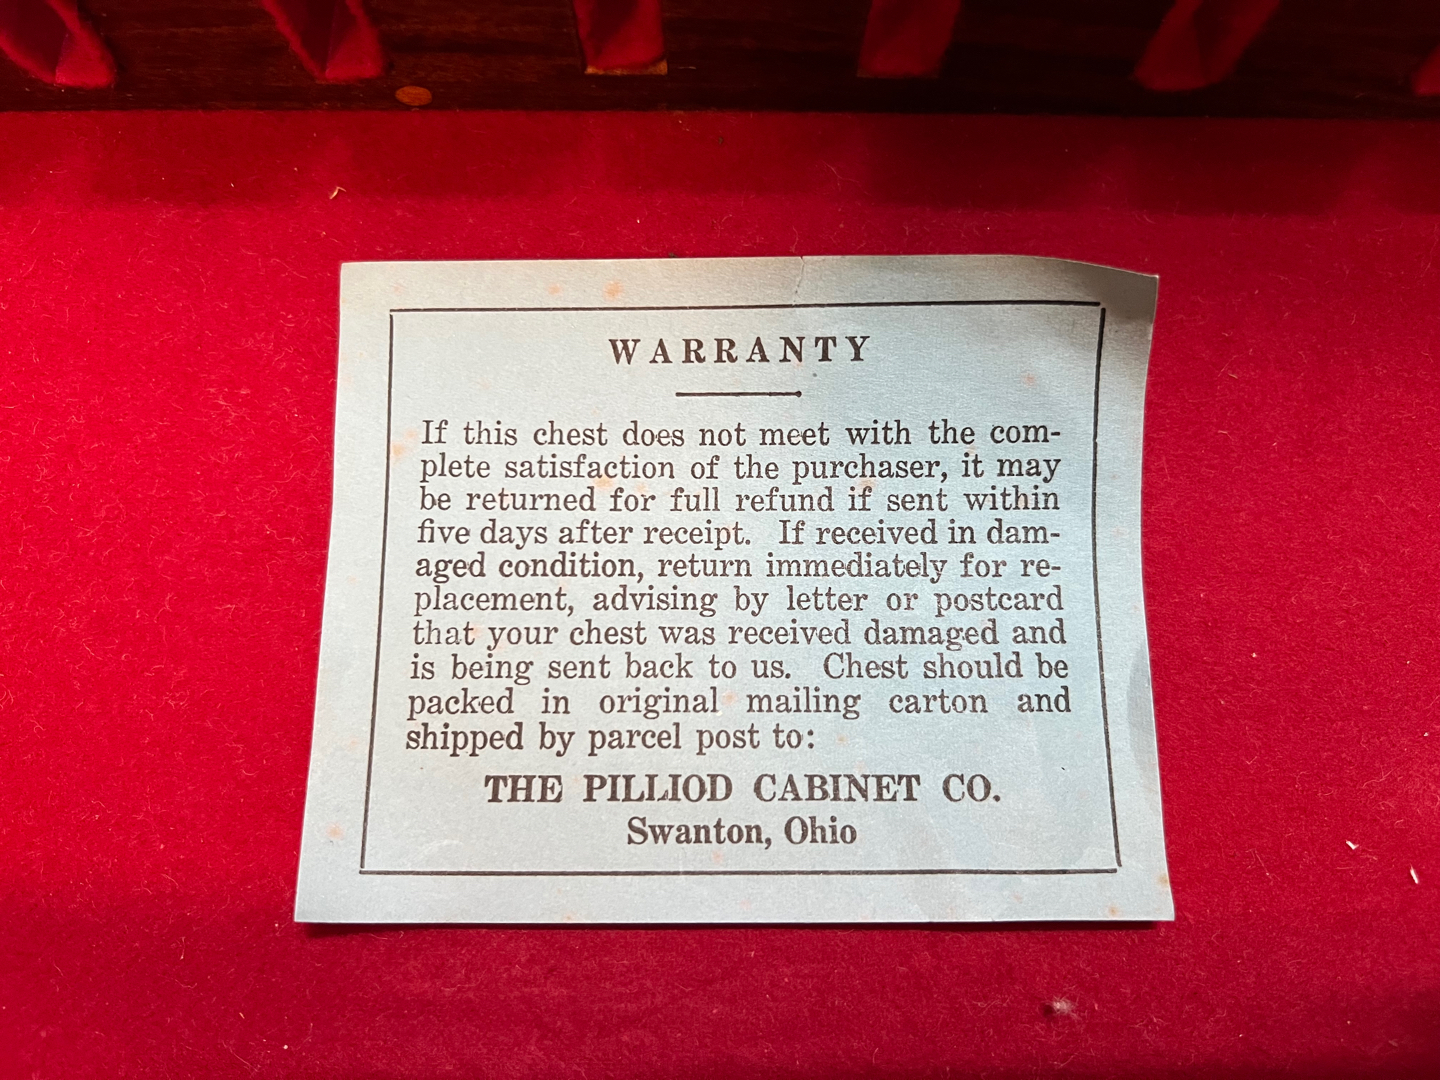 WARRANTY
If this chest does not meet with the com-
plete satisfaction of the purchaser, it may
be returned for full refund if sent within
five days after receipt. If received in dam-
aged condition, return immediately for re-
placement, advising by letter or postcard
that your chest was received damaged and
is being sent back to us. Chest should be
packed in original mailing carton and
shipped by parcel post to:
THE PILLIOD CABINET CO.
Swanton, Ohio